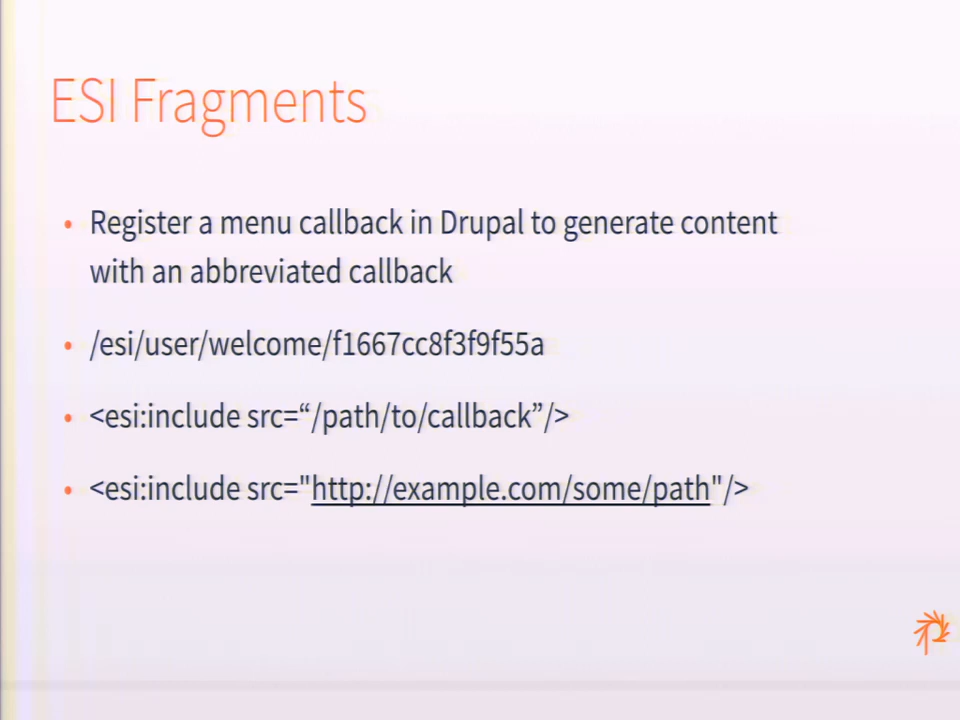 ESI Fragments
• Register a menu callback in Drupal to generate content
with an abbreviated callback
• /esi/user/welcome/f1667cc8f3f9f55a
• <esi:include src=“/path/to/callback”/>
• <esi:include src="http://example.com/some/path"/>